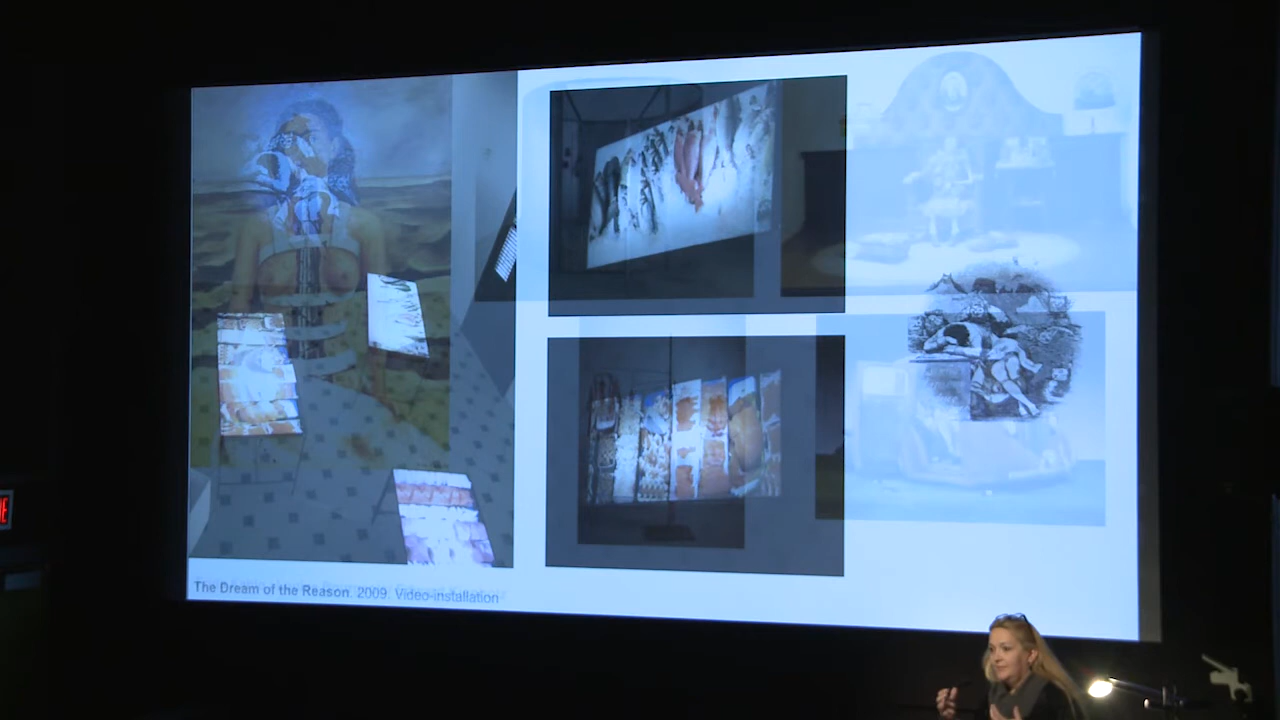 The Dream of the Reason. 2009. Video-installation